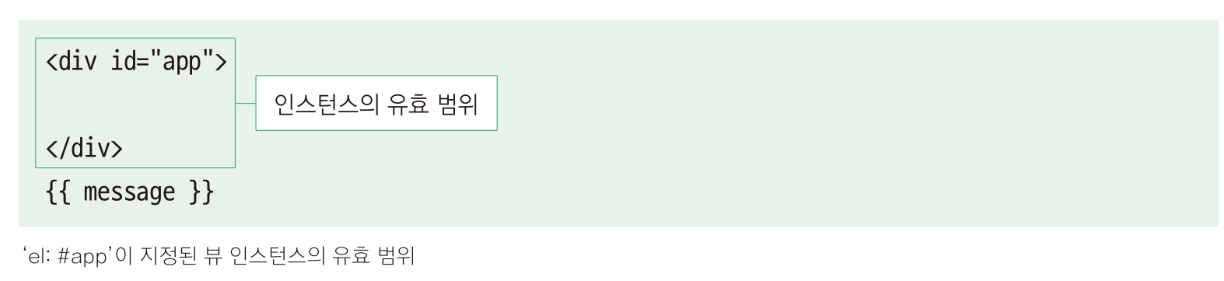 <div id="app">
인스턴스의 유효 범위
</div>
{{ message }}
‘el: #app’이 지정된 뷰 인스턴스의 유효 범위